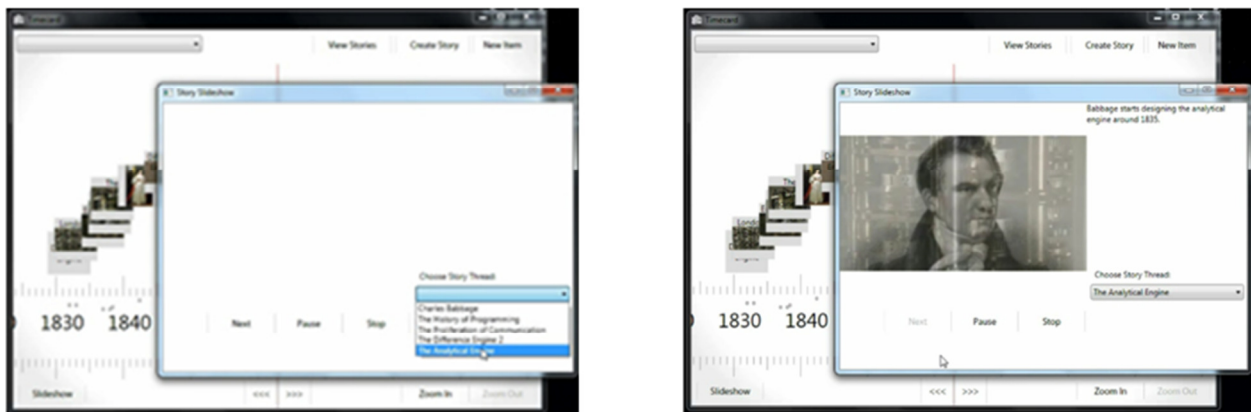 Timecard
View Stories Create Story New Item
Story Slideshow
Choose Story Thread:
Charles Babbage
The History of Programming
The Proliferation of Communication
The Difference Engine 2
The Analytical Engine
Next Pause Stop
1830 1840
Slideshow <<< >>> Zoom In Zoom Out
Timecard
View Stories Create Story New Item
Story Slideshow
Babbage starts designing the analytical
engine around 1835.
Choose Story Thread:
The Analytical Engine
Next Pause Stop
1830 1840
Slideshow <<< >>> Zoom In Zoom Out